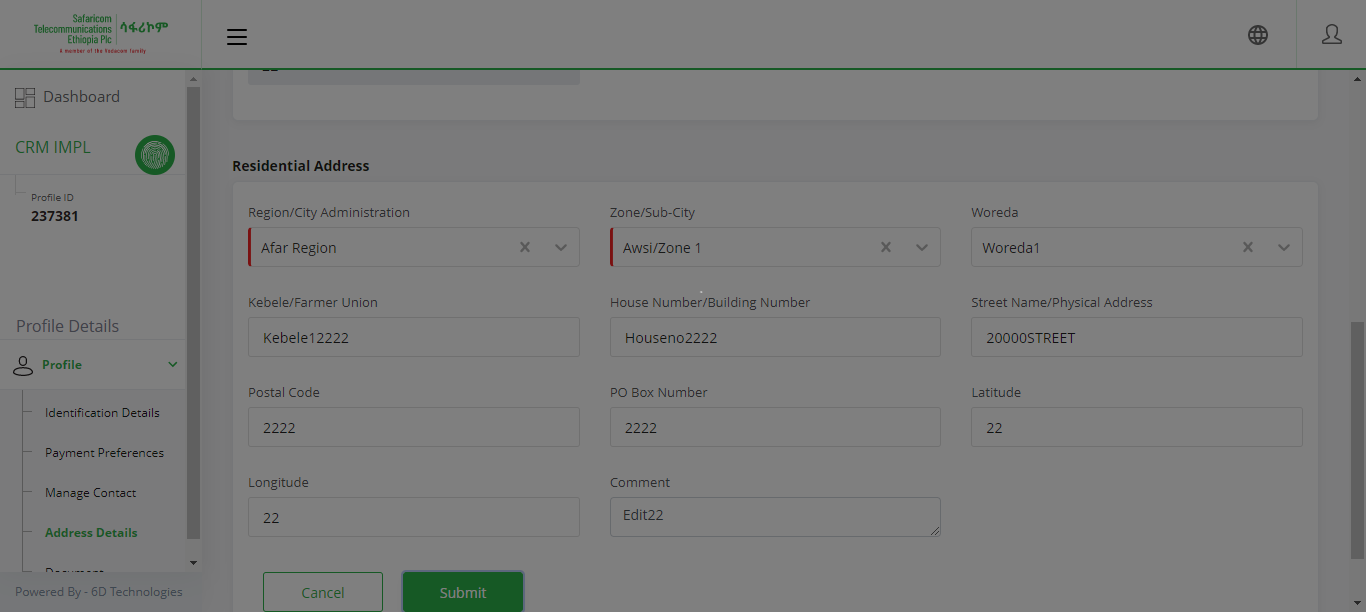 Safaricom
Telecommunications
Ethiopia Plc
ሳፋሪኮም
A member of the Vodacom family
Dashboard
CRM IMPL
Profile ID
237381
Profile Details
Profile
Identification Details
Payment Preferences
Manage Contact
Address Details
Powered By - 6D Technologies
Residential Address
Region/City Administration
Zone/Sub-City
Woreda
Afar Region
Awsi/Zone 1
Woreda1
Kebele/Farmer Union
House Number/Building Number
Street Name/Physical Address
Kebele12222
Houseno2222
20000STREET
Postal Code
PO Box Number
Latitude
2222
2222
22
Longitude
Comment
22
Edit22
Cancel
Submit